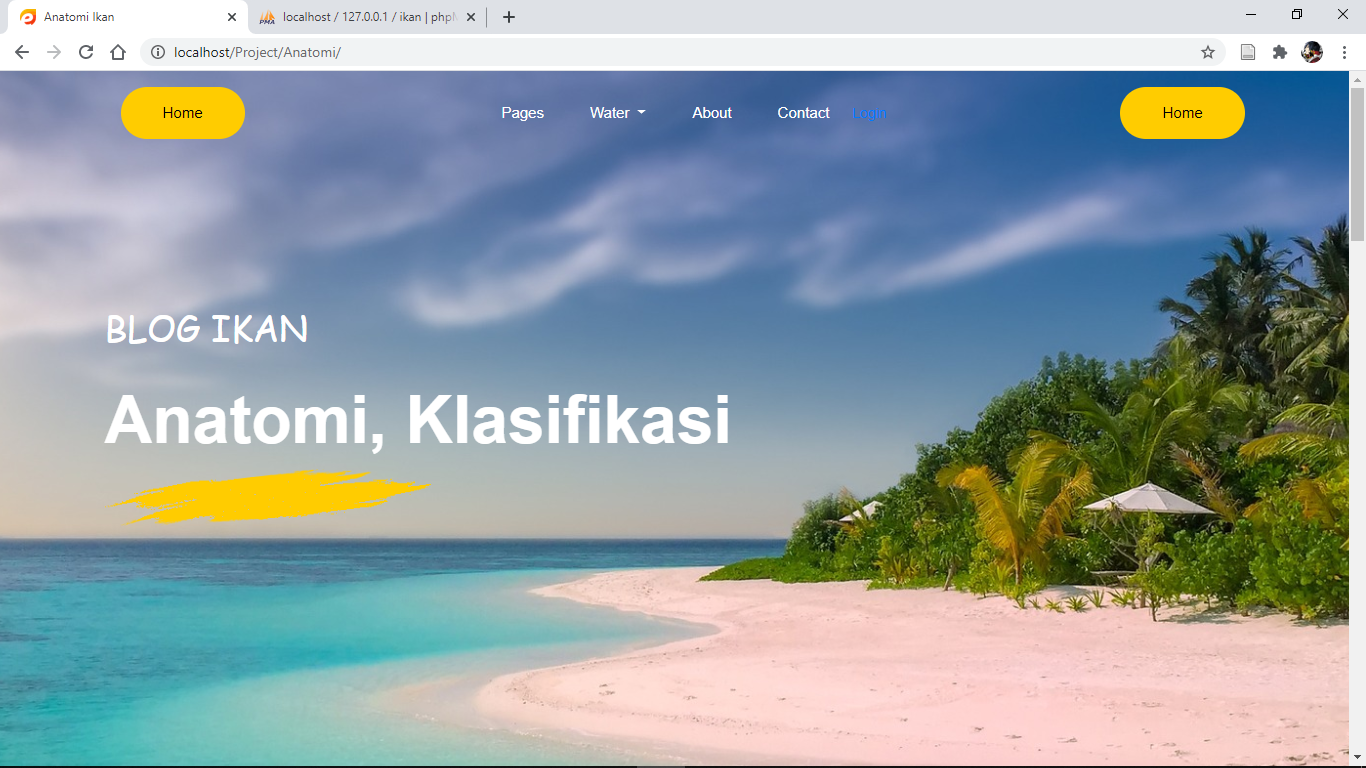 Anatomi Ikan
localhost / 127.0.0.1 / ikan | phpM
localhost/Project/Anatomi/
Home Pages Water About Contact Login Home
BLOG IKAN
Anatomi, Klasifikasi